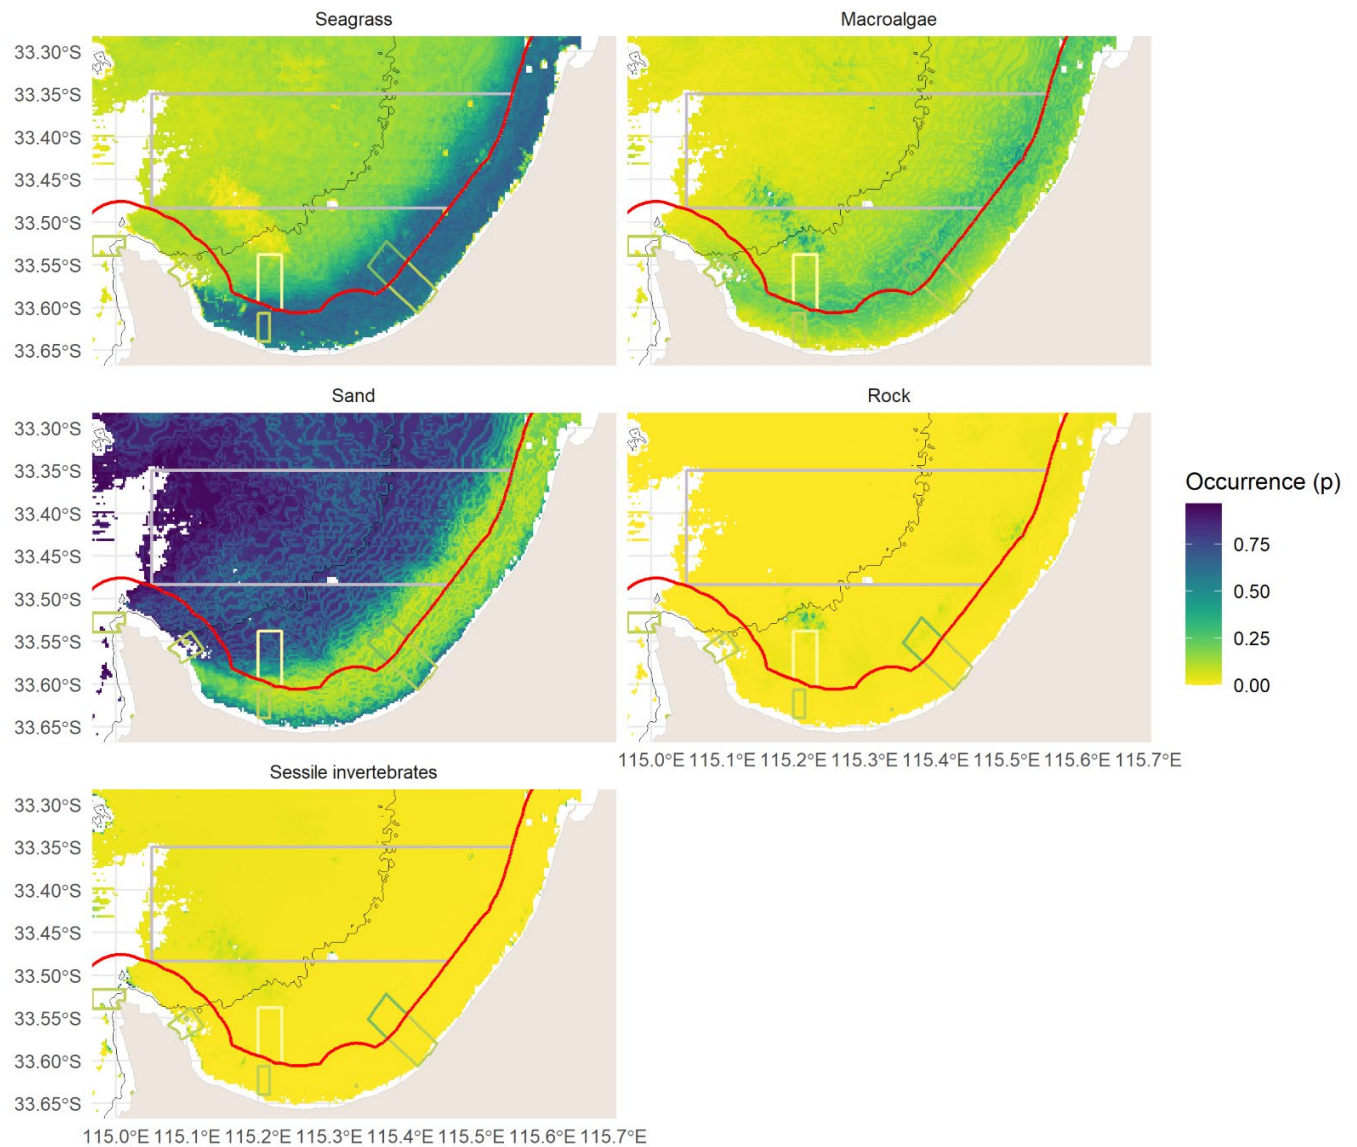 Seagrass
Macroalgae
33.30°S
33.35°S
33.40°S
33.45°S
33.50°S
33.55°S
33.60°S
33.65°S
Sand
Rock
33.30°S
33.35°S
33.40°S
33.45°S
33.50°S
33.55°S
33.60°S
33.65°S
115.0°E 115.1°E 115.2°E 115.3°E 115.4°E 115.5°E 115.6°E 115.7°E
Occurrence (p)
0.75
0.50
0.25
0.00
Sessile invertebrates
33.30°S
33.35°S
33.40°S
33.45°S
33.50°S
33.55°S
33.60°S
33.65°S
115.0°E 115.1°E 115.2°E 115.3°E 115.4°E 115.5°E 115.6°E 115.7°E